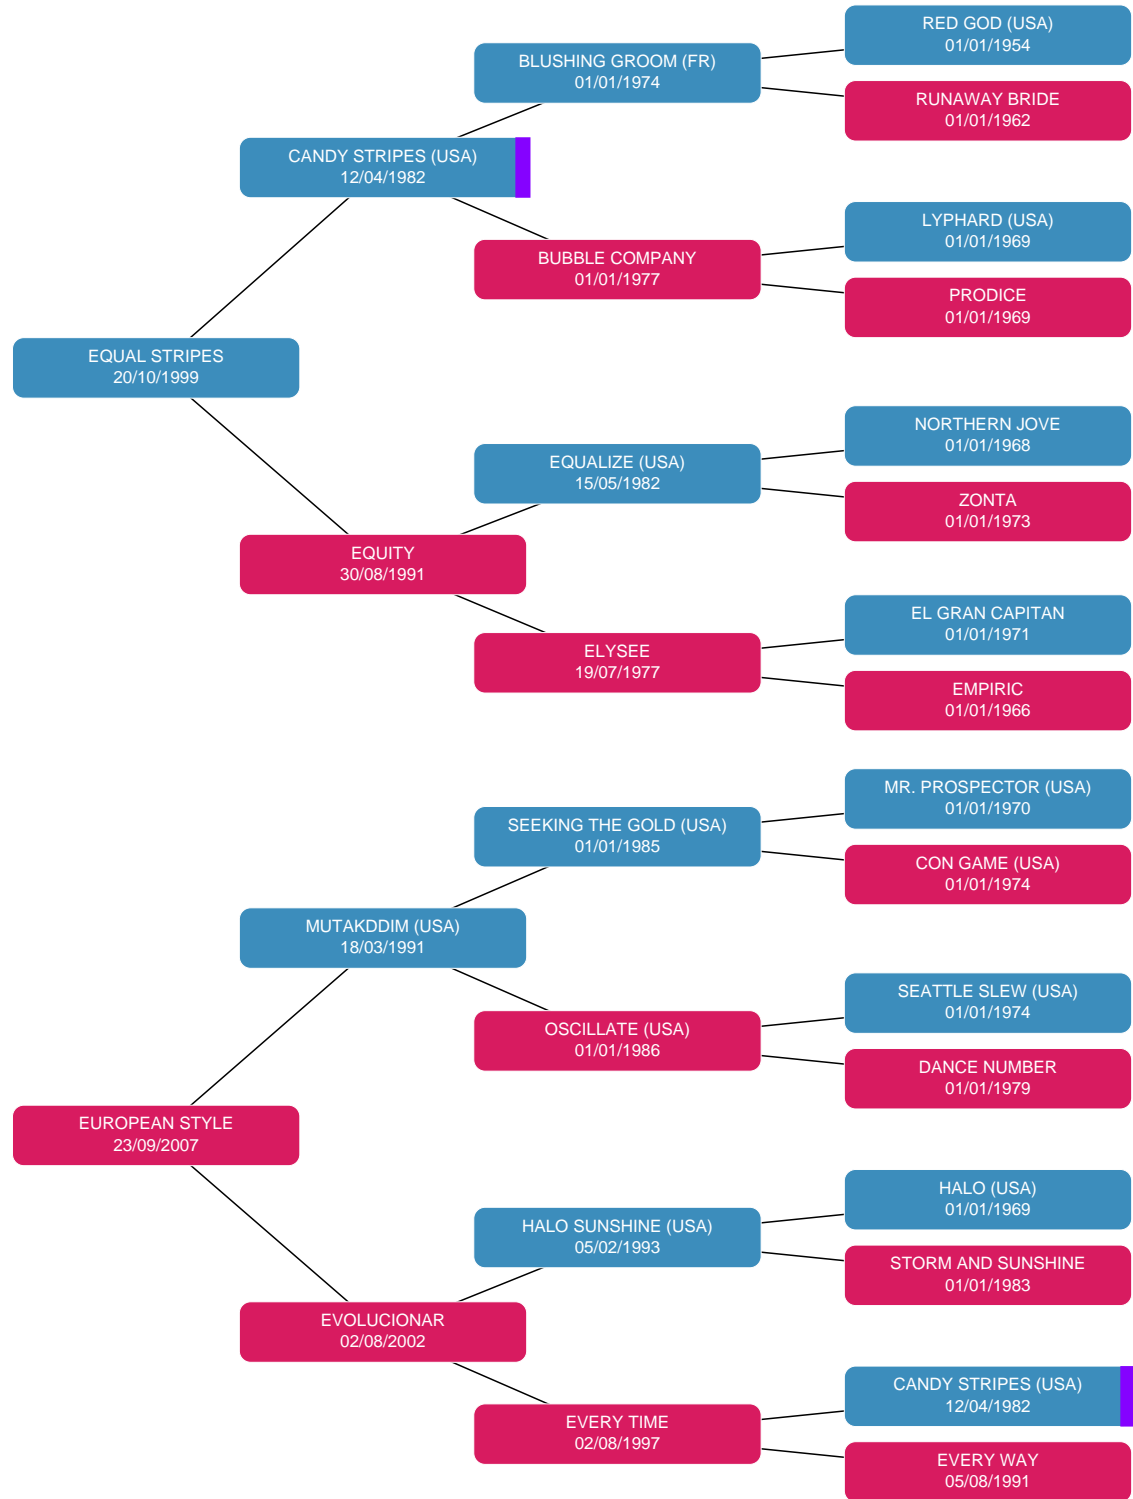 RED GOD (USA)
01/01/1954
BLUSHING GROOM (FR)
01/01/1974
RUNAWAY BRIDE
01/01/1962
CANDY STRIPES (USA)
12/04/1982
LYPHARD (USA)
01/01/1969
BUBBLE COMPANY
01/01/1977
PRODICE
01/01/1969
EQUAL STRIPES
20/10/1999
NORTHERN JOVE
01/01/1968
EQUALIZE (USA)
15/05/1982
ZONTA
01/01/1973
EQUITY
30/08/1991
EL GRAN CAPITAN
01/01/1971
ELYSEE
19/07/1977
EMPIRIC
01/01/1966
MR. PROSPECTOR (USA)
01/01/1970
SEEKING THE GOLD (USA)
01/01/1985
CON GAME (USA)
01/01/1974
MUTAKDDIM (USA)
18/03/1991
SEATTLE SLEW (USA)
01/01/1974
OSCILLATE (USA)
01/01/1986
DANCE NUMBER
01/01/1979
EUROPEAN STYLE
23/09/2007
HALO (USA)
01/01/1969
HALO SUNSHINE (USA)
05/02/1993
STORM AND SUNSHINE
01/01/1983
EVOLUCIONAR
02/08/2002
CANDY STRIPES (USA)
12/04/1982
EVERY TIME
02/08/1997
EVERY WAY
05/08/1991